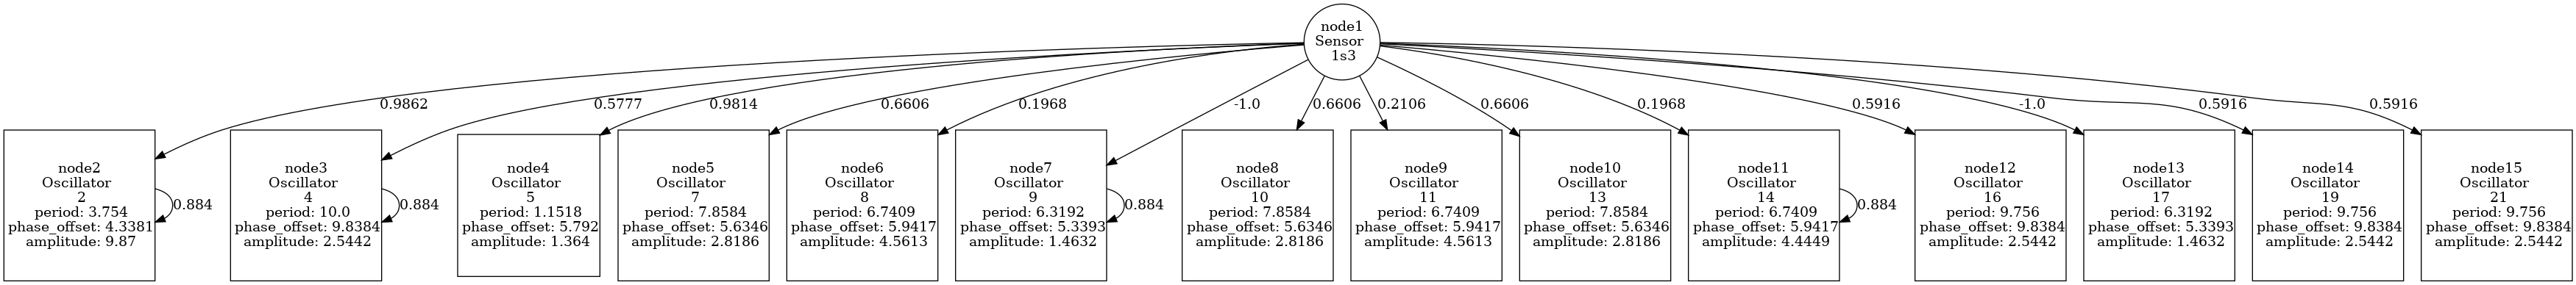 node1
Sensor
1s3
0.9862
0.5777
0.9814
0.6606
0.1968
-1.0
0.6606
0.2106
0.6606
0.1968
0.5916
-1.0
0.5916
0.5916
node2
Oscillator
2
period: 3.754
phase_offset: 4.3381
amplitude: 9.87
0.884
node3
Oscillator
4
period: 10.0
phase_offset: 9.8384
amplitude: 2.5442
0.884
node4
Oscillator
5
period: 1.1518
phase_offset: 5.792
amplitude: 1.364
node5
Oscillator
7
period: 7.8584
phase_offset: 5.6346
amplitude: 2.8186
node6
Oscillator
8
period: 6.7409
phase_offset: 5.9417
amplitude: 4.5613
node7
Oscillator
9
period: 6.3192
phase_offset: 5.3393
amplitude: 1.4632
0.884
node8
Oscillator
10
period: 7.8584
phase_offset: 5.6346
amplitude: 2.8186
node9
Oscillator
11
period: 6.7409
phase_offset: 5.9417
amplitude: 4.5613
node10
Oscillator
13
period: 7.8584
phase_offset: 5.6346
amplitude: 2.8186
node11
Oscillator
14
period: 6.7409
phase_offset: 5.9417
amplitude: 4.4449
0.884
node12
Oscillator
16
period: 9.756
phase_offset: 9.8384
amplitude: 2.5442
node13
Oscillator
17
period: 6.3192
phase_offset: 5.3393
amplitude: 1.4632
node14
Oscillator
19
period: 9.756
phase_offset: 9.8384
amplitude: 2.5442
node15
Oscillator
21
period: 9.756
phase_offset: 9.8384
amplitude: 2.5442